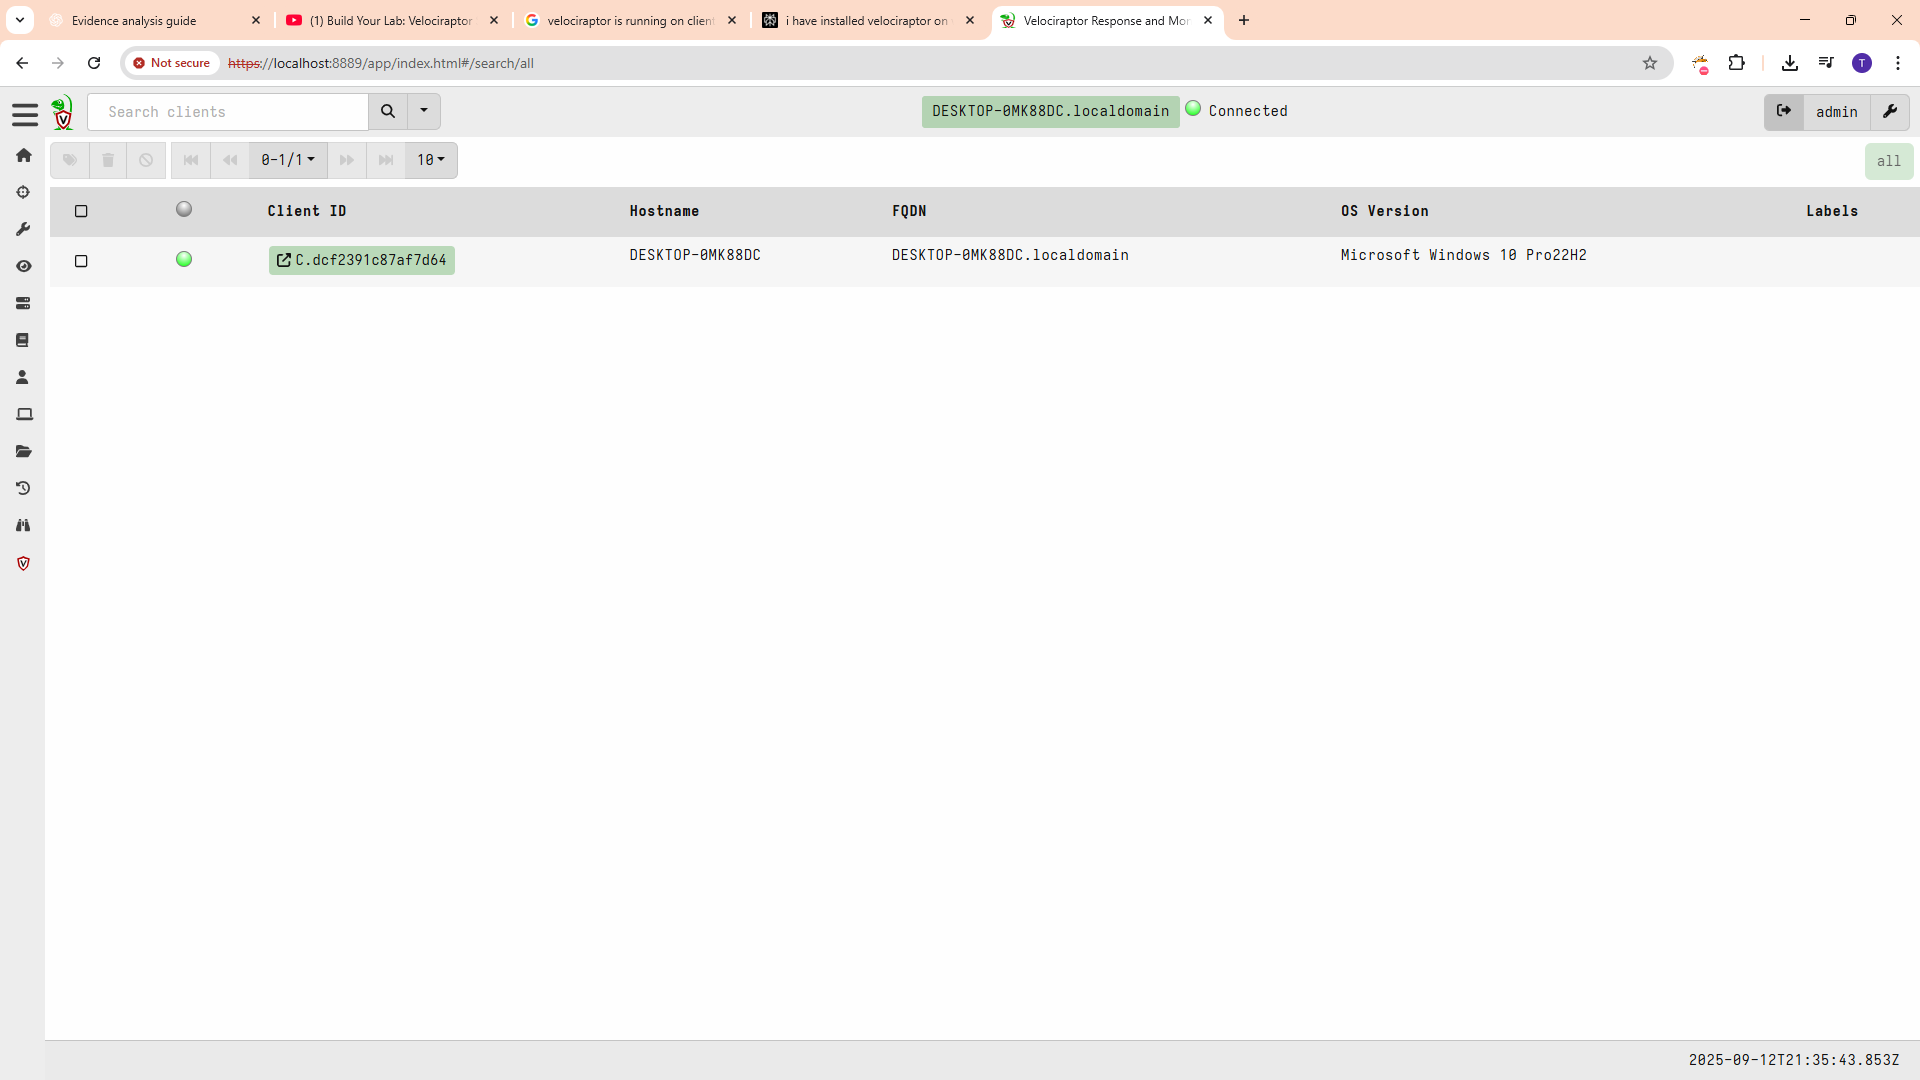 Evidence analysis guide
(1) Build Your Lab: Velociraptor
velociraptor is running on client
i have installed velociraptor on
Velociraptor Response and Mor
Not secure
https://localhost:8889/app/index.html#/search/all
T
Search clients
DESKTOP-0MK88DC.localdomain
Connected
admin
0-1/1
10
all
Client ID Hostname FQDN OS Version Labels
C.dcf2391c87af7d64 DESKTOP-0MK88DC DESKTOP-0MK88DC.localdomain Microsoft Windows 10 Pro22H2
2025-09-12T21:35:43.853Z